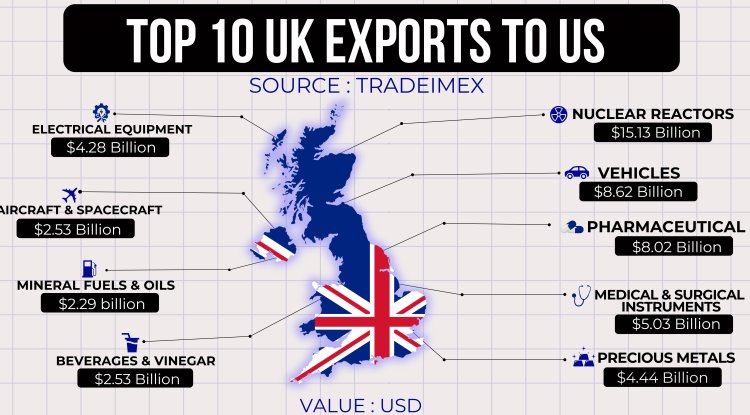 TOP 10 UK EXPORTS TO US
SOURCE : TRADEIMEX
ELECTRICAL EQUIPMENT
$4.28 Billion
AIRCRAFT & SPACECRAFT
$2.53 Billion
MINERAL FUELS & OILS
$2.29 billion
BEVERAGES & VINEGAR
$2.53 Billion
NUCLEAR REACTORS
$15.13 Billion
VEHICLES
$8.62 Billion
PHARMACEUTICAL
$8.02 Billion
MEDICAL & SURGICAL
INSTRUMENTS
$5.03 Billion
PRECIOUS METALS
$4.44 Billion
VALUE : USD